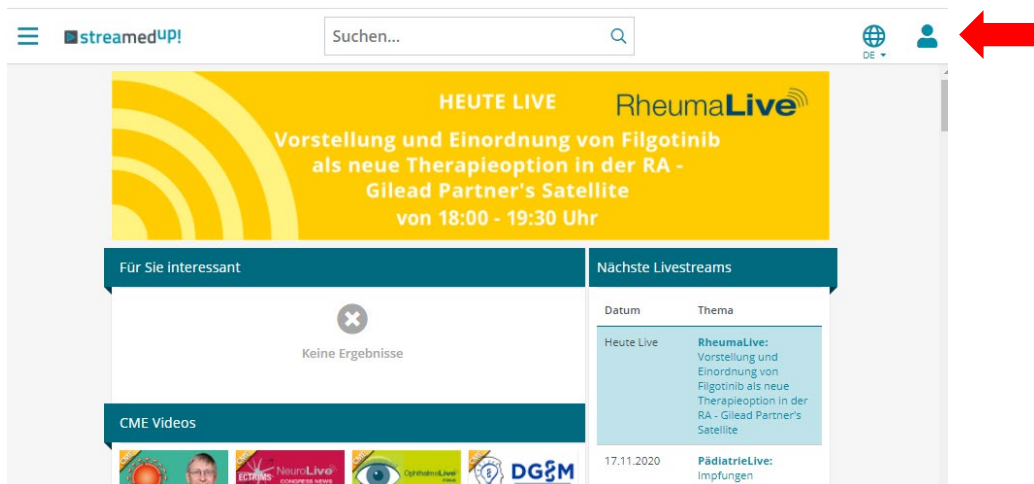 streamedup!
Suchen...
DE
HEUTE LIVE
RheumaLive
Vorstellung und Einordnung von Filgotinib
als neue Therapieoption in der RA -
Gilead Partner's Satellite
von 18:00 - 19:30 Uhr
Für Sie interessant
Keine Ergebnisse
CME Videos
CME
ECTRIMS
NeuroLive
CONGRESS NEWS
OphthalmoLive
DGSM
Nächste Livestreams
Datum Thema
Heute Live RheumaLive:
Vorstellung und
Einordnung von
Filgotinib als neue
Therapieoption in der
RA - Gilead Partner's
Satellite
17.11.2020 PädiatrieLive:
Impfungen